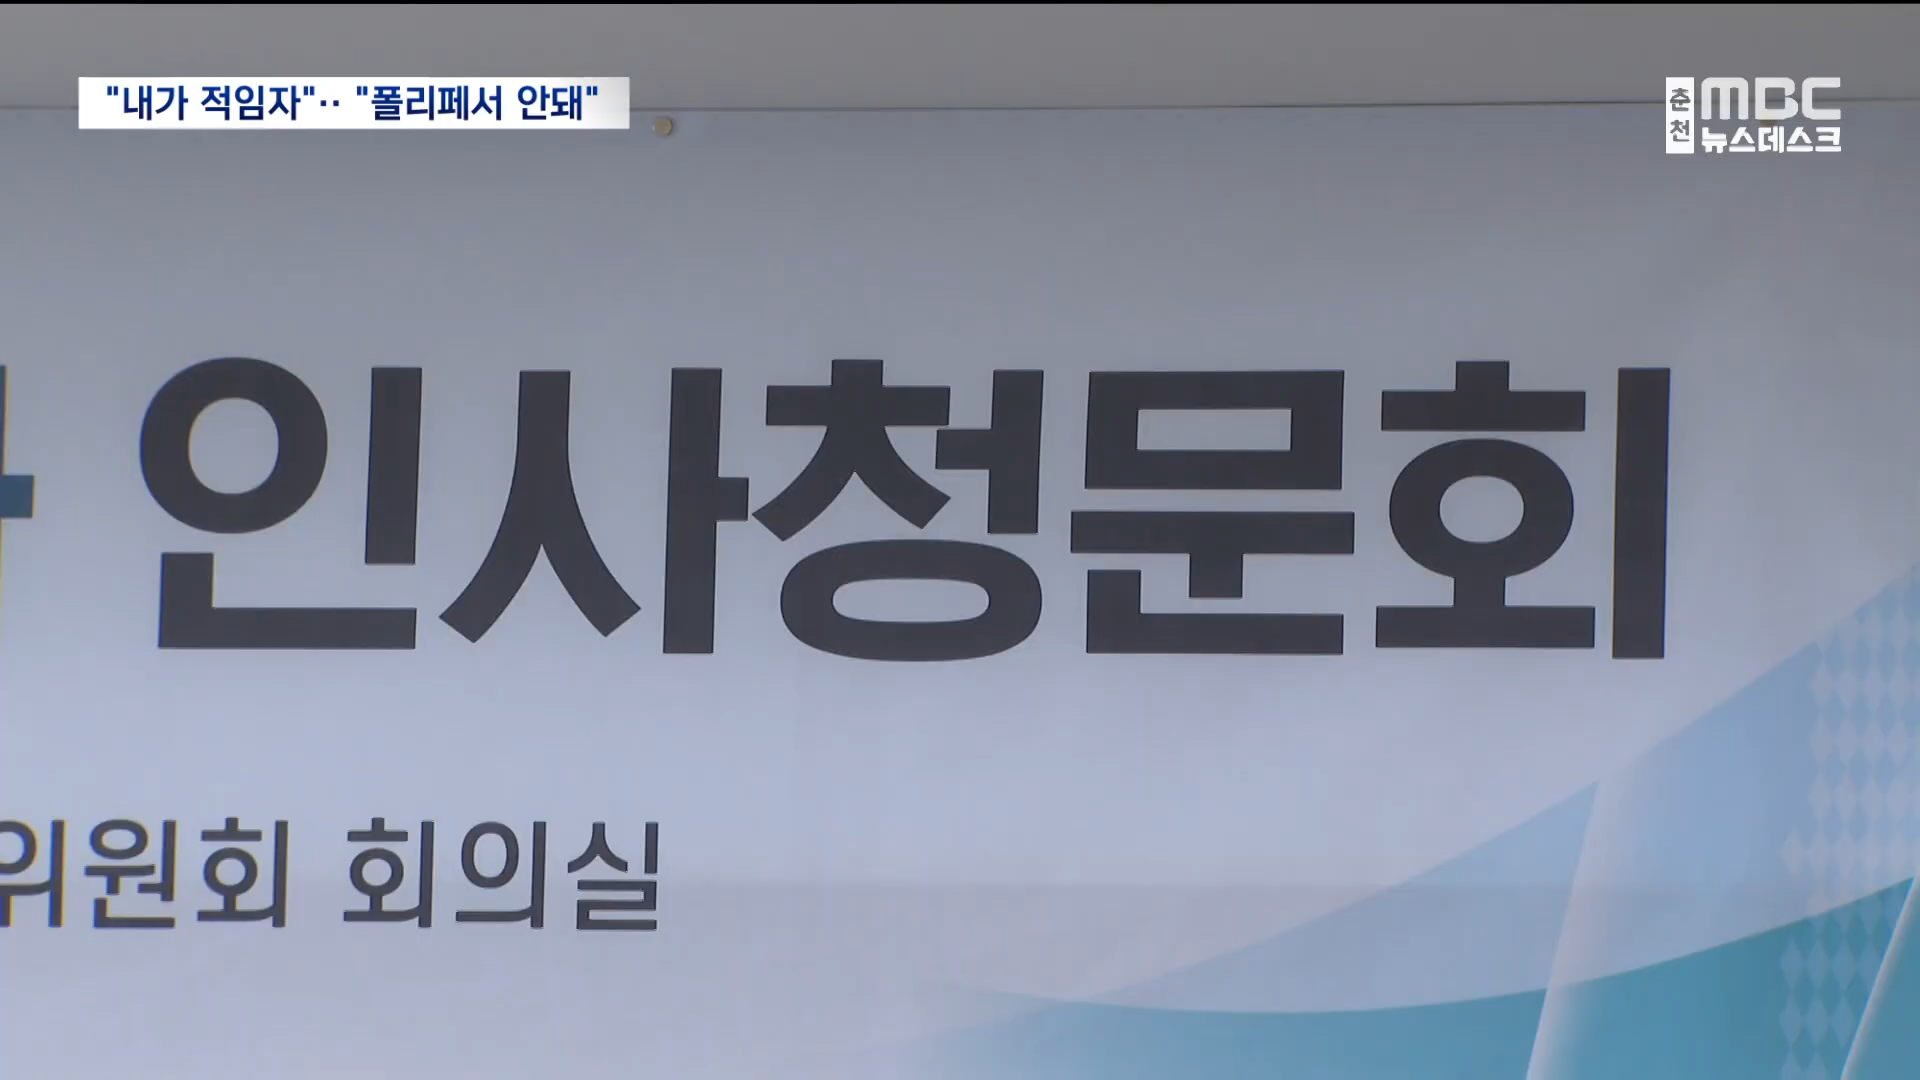 "내가 적임자"·· "폴리페서 안돼"
춘천 MBC
뉴스데스크
인사청문회
위원회 회의실